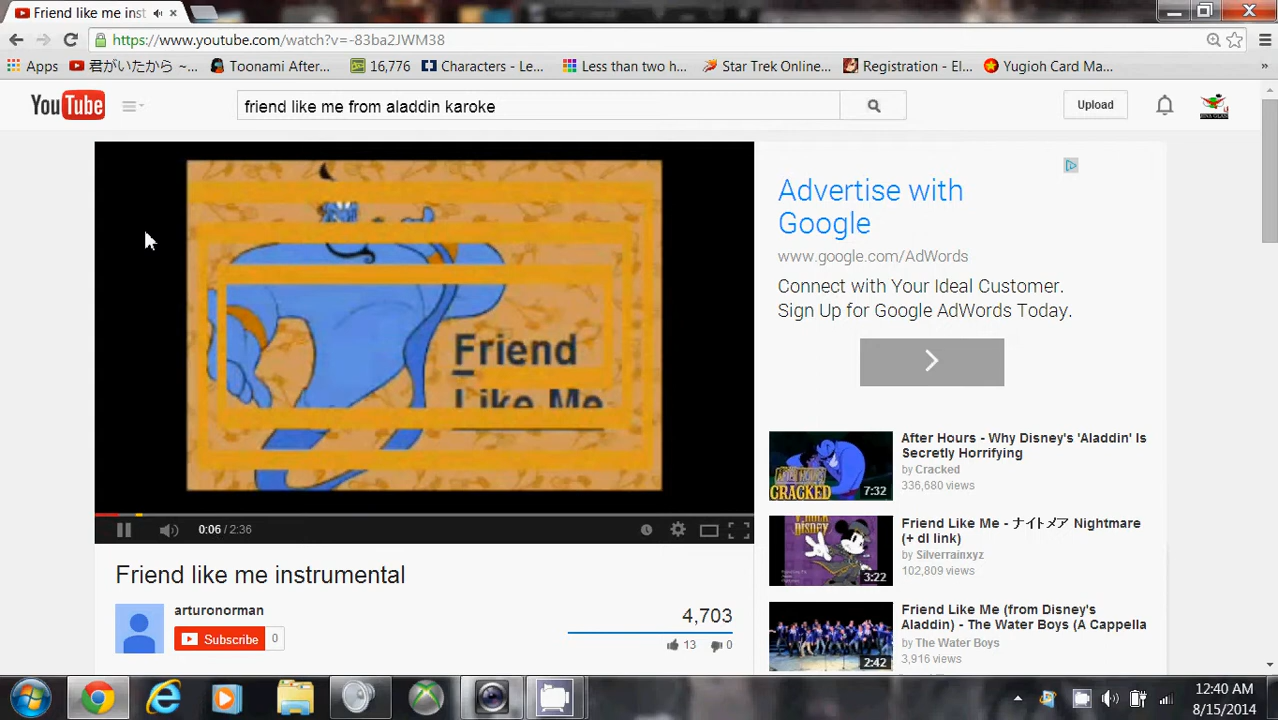 Friend like me inst
https://www.youtube.com/watch?v=-83ba2JWM38
Apps
君がいたから ~...
Toonami After...
16,776
Characters - Le...
Less than two h...
Star Trek Online...
Registration - El...
Yugioh Card Ma...
»
YouTube
friend like me from aladdin karoke
Upload
Friend
Like Me
0:06 / 2:36
Advertise with
Google
www.google.com/AdWords
Connect with Your Ideal Customer.
Sign Up for Google AdWords Today.
Friend like me instrumental
arturonorman
Subscribe 0
4,703
13 0
AFTER HOURS
CRACKED
7:32
After Hours - Why Disney's 'Aladdin' Is
Secretly Horrifying
by Cracked
336,680 views
V-ROCK
DISNEY
3:22
Friend Like Me - ナイトメア Nightmare
(+ dl link)
by Silverrainxyz
102,809 views
2:42
Friend Like Me (from Disney's
Aladdin) - The Water Boys (A Cappella
by The Water Boys
3,916 views
12:40 AM
8/15/2014